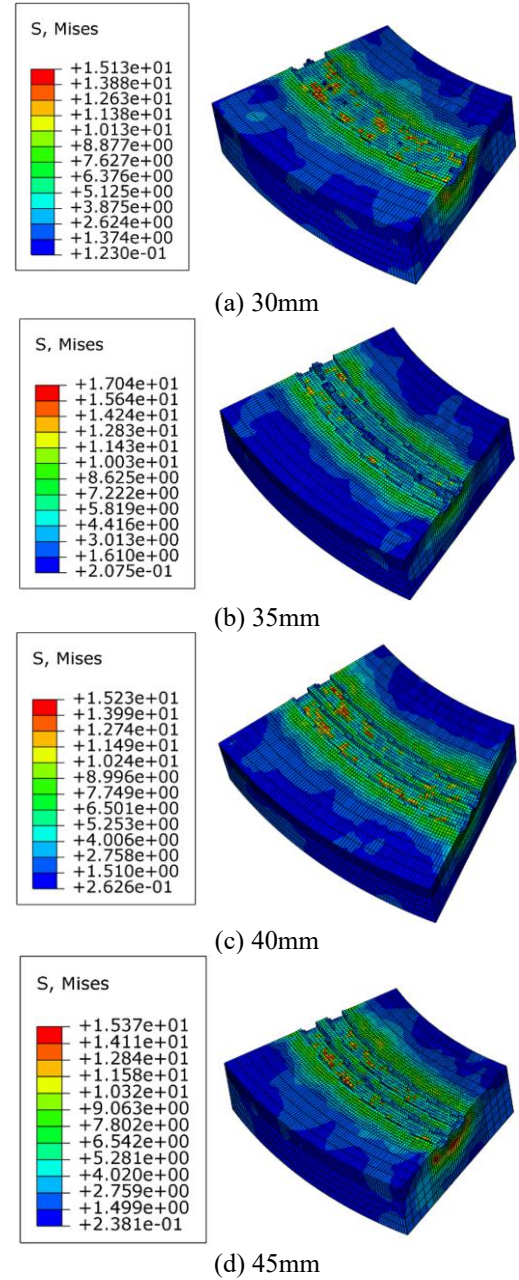 S, Mises
+1.513e+01
+1.388e+01
+1.263e+01
+1.138e+01
+1.013e+01
+8.877e+00
+7.627e+00
+6.376e+00
+5.125e+00
+3.875e+00
+2.624e+00
+1.374e+00
+1.230e-01
(a) 30mm
S, Mises
+1.704e+01
+1.564e+01
+1.424e+01
+1.283e+01
+1.143e+01
+1.003e+01
+8.625e+00
+7.222e+00
+5.819e+00
+4.416e+00
+3.013e+00
+1.610e+00
+2.075e-01
(b) 35mm
S, Mises
+1.523e+01
+1.399e+01
+1.274e+01
+1.149e+01
+1.024e+01
+8.996e+00
+7.749e+00
+6.501e+00
+5.253e+00
+4.006e+00
+2.758e+00
+1.510e+00
+2.626e-01
(c) 40mm
S, Mises
+1.537e+01
+1.411e+01
+1.284e+01
+1.158e+01
+1.032e+01
+9.063e+00
+7.802e+00
+6.542e+00
+5.281e+00
+4.020e+00
+2.759e+00
+1.499e+00
+2.381e-01
(d) 45mm